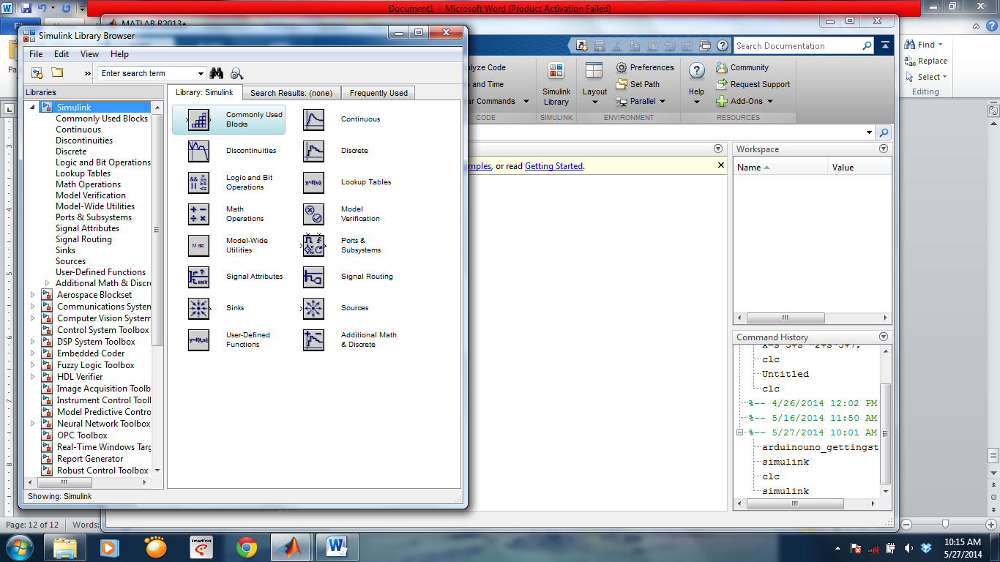 Document1 - Microsoft Word (Product Activation Failed)
MATLAB R2013a
Simulink Library Browser
File Edit View Help
Enter search term
Libraries
Simulink
Commonly Used Blocks
Continuous
Discontinuities
Discrete
Logic and Bit Operations
Lookup Tables
Math Operations
Model Verification
Model-Wide Utilities
Ports & Subsystems
Signal Attributes
Signal Routing
Sinks
Sources
User-Defined Functions
Additional Math & Discre
Aerospace Blockset
Communications System
Computer Vision System
Control System Toolbox
DSP System Toolbox
Embedded Coder
Fuzzy Logic Toolbox
HDL Verifier
Image Acquisition Toolb
Instrument Control Tool
Model Predictive Contro
Neural Network Toolbox
OPC Toolbox
Real-Time Windows Targ
Report Generator
Robust Control Toolbox
Showing: Simulink
Library: Simulink Search Results: (none) Frequently Used
Commonly Used
Blocks
Continuous
Discontinuities
Discrete
Logic and Bit
Operations
y=f(u)
Lookup Tables
Math
Operations
Model
Verification
Misc
Model-Wide
Utilities
Ports &
Subsystems
Signal Attributes
Signal Routing
Sinks
Sources
y=f(t,u)
User-Defined
Functions
Additional Math
& Discrete
Search Documentation
alyze Code
n and Time
ar Commands
CODE
Simulink
Library
SIMULINK
Layout
Preferences
Set Path
Parallel
ENVIRONMENT
Help
Community
Request Support
Add-Ons
RESOURCES
mples, or read Getting Started.
Workspace
Name Value
Command History
clc
Untitled
clc
%-- 4/26/2014 12:02 PM
%-- 5/16/2014 11:50 AM
%-- 5/27/2014 10:01 AM
arduinouno_gettingst
simulink
clc
simulink
Find
Replace
Select
Editing
Page: 12 of 12 Words:
smartfren
10:15 AM
5/27/2014